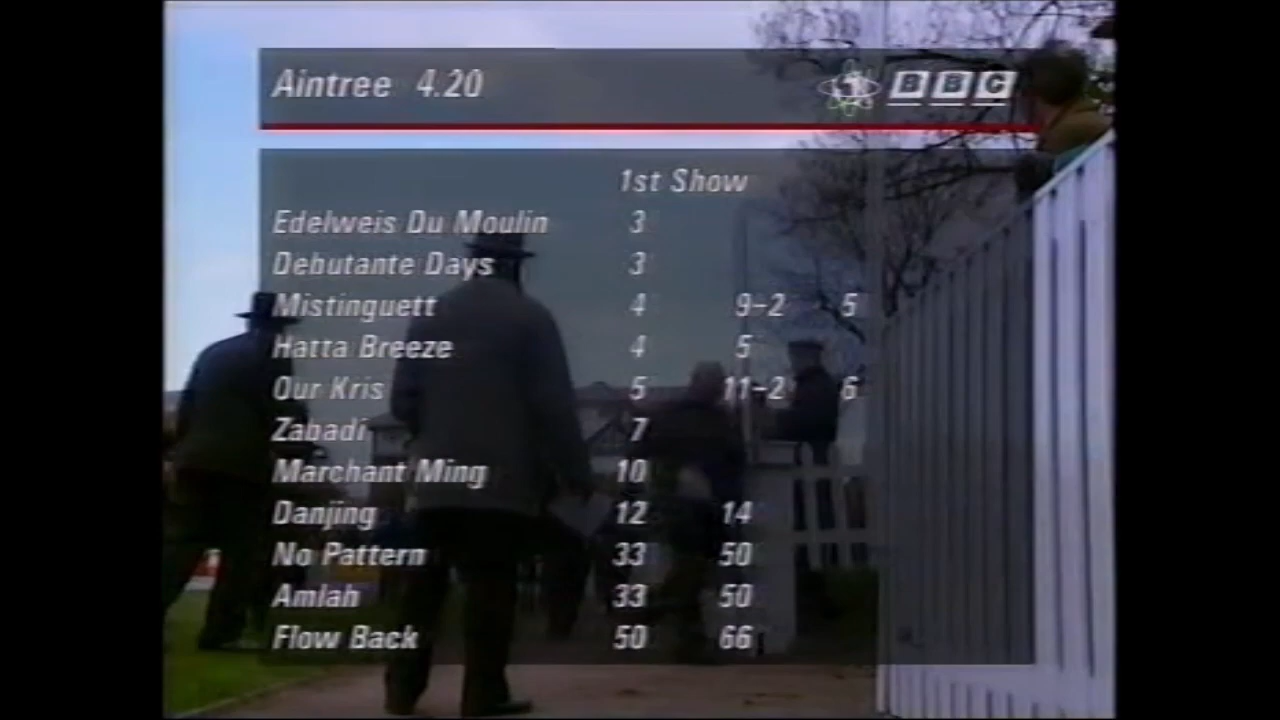 Aintree 4.20 BBC
1st Show
Edelweis Du Moulin 3
Debutante Days 3
Mistinguett 4 9-2 5
Hatta Breeze 4 5
Our Kris 5 11-2 6
Zabadi 7
Marchant Ming 10
Danjing 12 14
No Pattern 33 50
Amlah 33 50
Flow Back 50 66